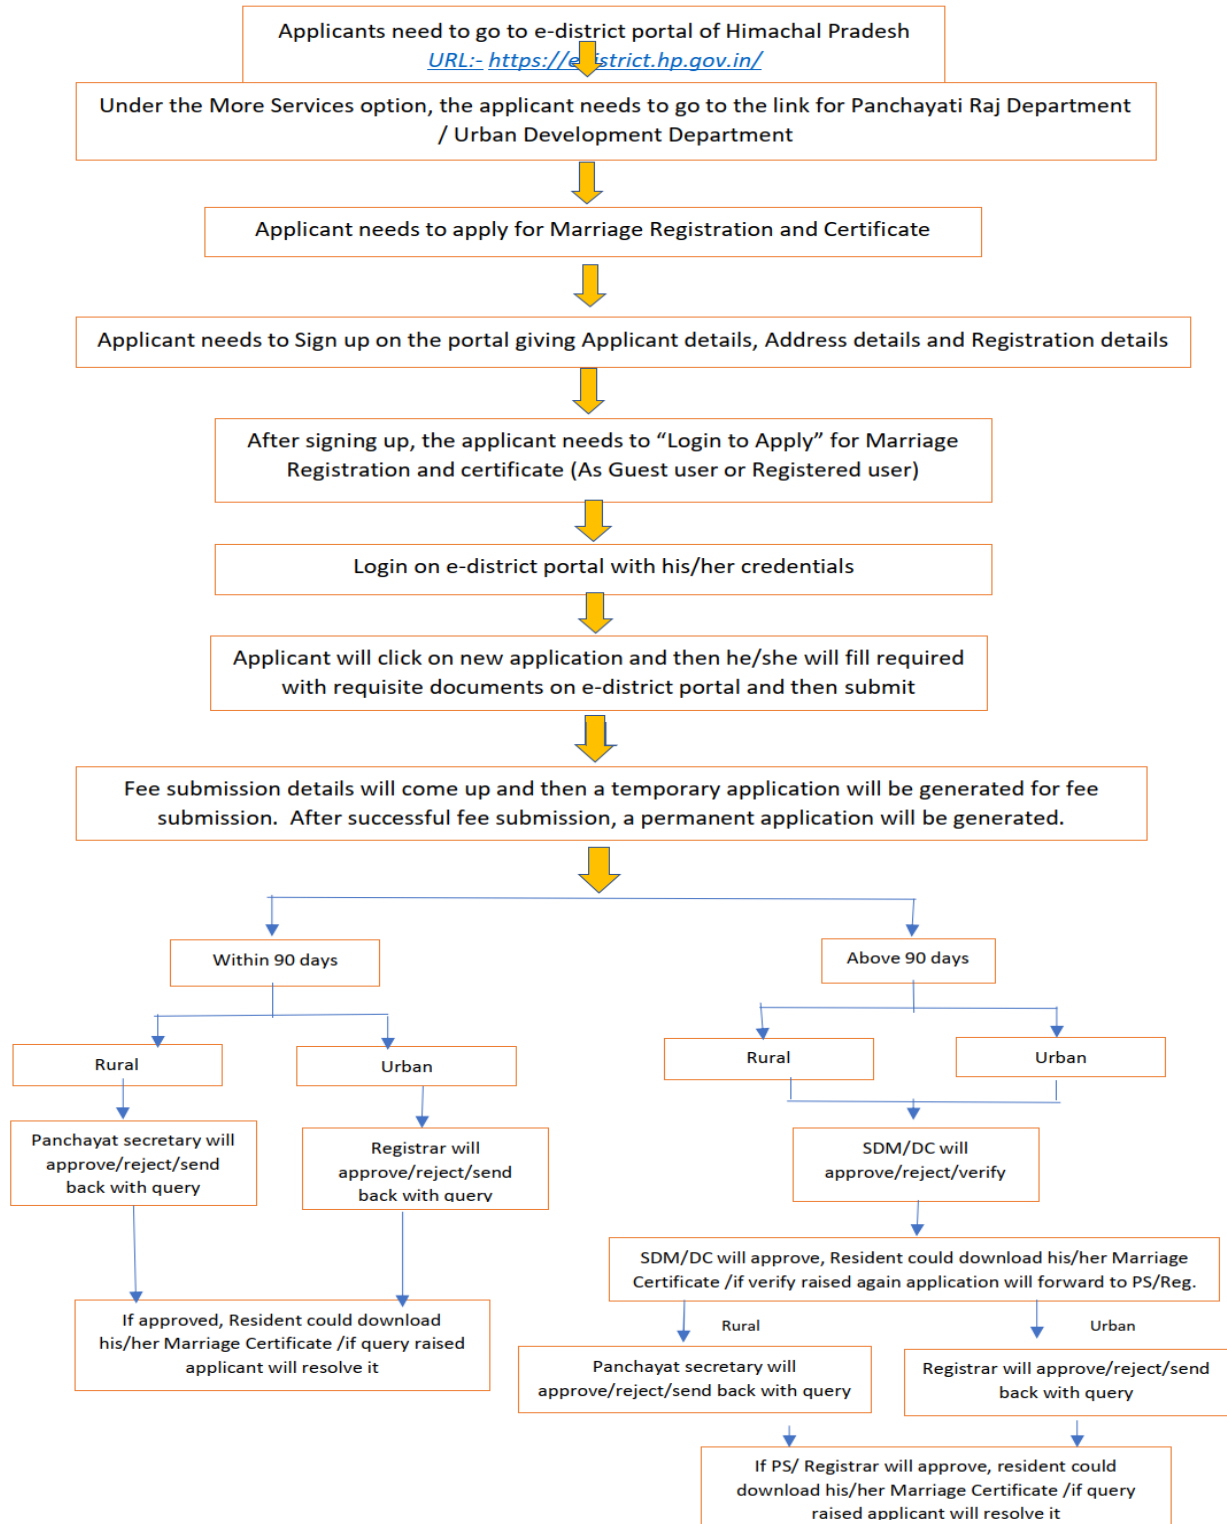 Applicants need to go to e-district portal of Himachal Pradesh
URL:- https://edistrict.hp.gov.in/
Under the More Services option, the applicant needs to go to the link for Panchayati Raj Department
/ Urban Development Department
Applicant needs to apply for Marriage Registration and Certificate
Applicant needs to Sign up on the portal giving Applicant details, Address details and Registration details
After signing up, the applicant needs to “Login to Apply” for Marriage
Registration and certificate (As Guest user or Registered user)
Login on e-district portal with his/her credentials
Applicant will click on new application and then he/she will fill required
with requisite documents on e-district portal and then submit
Fee submission details will come up and then a temporary application will be generated for fee
submission. After successful fee submission, a permanent application will be generated.
Within 90 days
Above 90 days
Rural
Urban
Rural
Urban
Panchayat secretary will
approve/reject/send
back with query
Registrar will
approve/reject/send
back with query
SDM/DC will
approve/reject/verify
SDM/DC will approve, Resident could download his/her Marriage
Certificate /if verify raised again application will forward to PS/Reg.
If approved, Resident could download
his/her Marriage Certificate /if query raised
applicant will resolve it
Rural
Urban
Panchayat secretary will
approve/reject/send back with query
Registrar will approve/reject/send
back with query
If PS/ Registrar will approve, resident could
download his/her Marriage Certificate /if query
raised applicant will resolve it